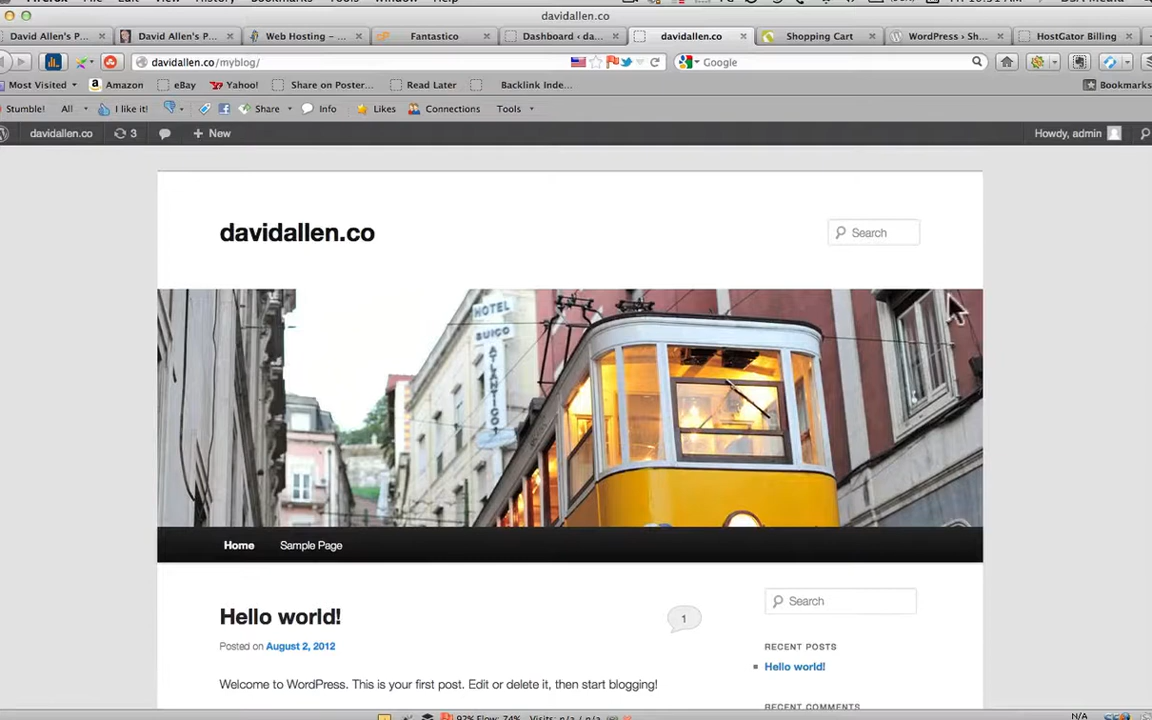 davidallen.co
David Allen's P...
David Allen's P...
Web Hosting – ...
Fantastico
Dashboard ‹ da...
davidallen.co
Shopping Cart
WordPress › Sh...
HostGator Billing
davidallen.co/myblog/
Google
Most Visited
Amazon
eBay
Yahoo!
Share on Poster...
Read Later
Backlink Inde...
Bookmarks
Stumble!
All
I like it!
Share
Info
Likes
Connections
Tools
davidallen.co
3
New
Howdy, admin
davidallen.co
Search
HOTEL
SUICO
ATLANTICO
Home
Sample Page
Hello world!
1
Search
Posted on August 2, 2012
RECENT POSTS
Hello world!
Welcome to WordPress. This is your first post. Edit or delete it, then start blogging!
RECENT COMMENTS
N/A